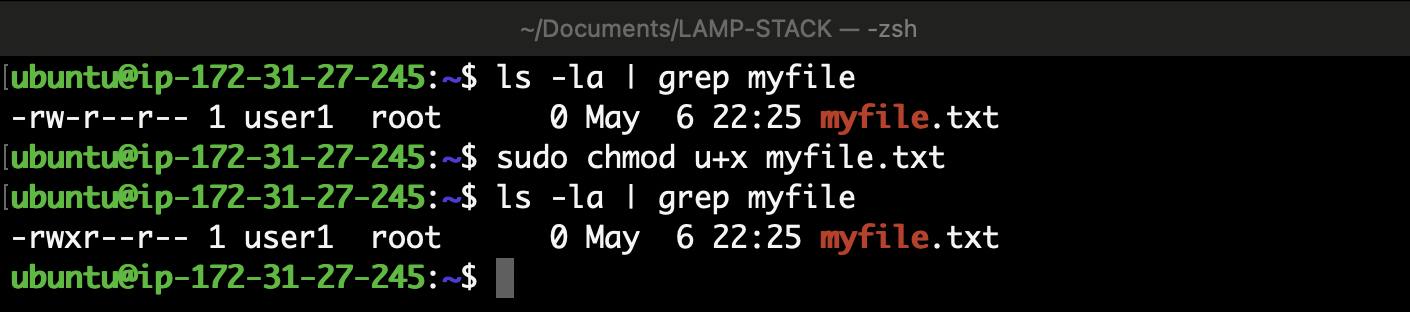 ~/Documents/LAMP-STACK — -zsh
[ubuntu@ip-172-31-27-245:~$ ls -la | grep myfile
-rw-r--r-- 1 user1  root      0 May  6 22:25 myfile.txt
[ubuntu@ip-172-31-27-245:~$ sudo chmod u+x myfile.txt
[ubuntu@ip-172-31-27-245:~$ ls -la | grep myfile
-rwxr--r-- 1 user1  root      0 May  6 22:25 myfile.txt
ubuntu@ip-172-31-27-245:~$